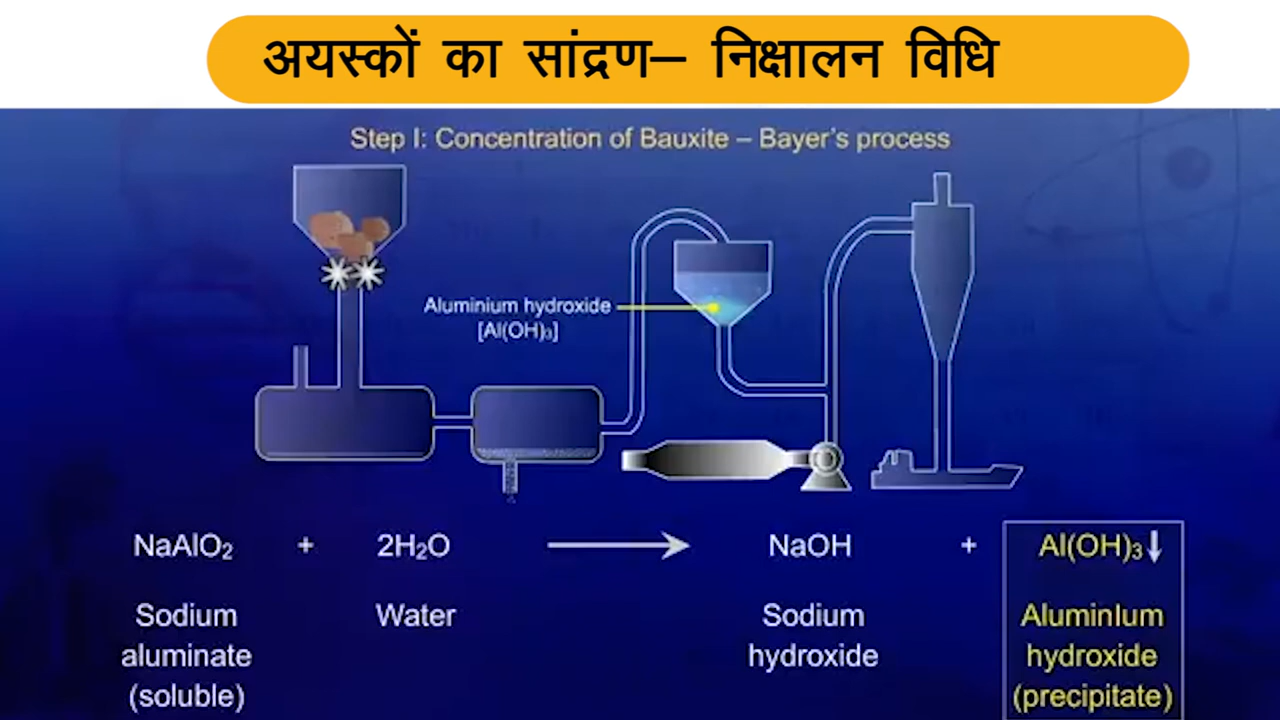 अयस्कों का सांद्रण– निक्षालन विधि
Step I: Concentration of Bauxite – Bayer's process
Aluminium hydroxide
[Al(OH)₃]
NaAlO₂ + 2H₂O ⟶ NaOH + Al(OH)₃↓
Sodium aluminate (soluble)
Water
Sodium hydroxide
Aluminium hydroxide (precipitate)